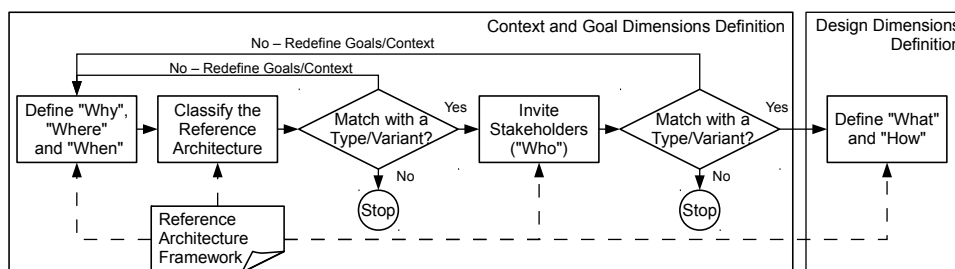 Context and Goal Dimensions Definition
Design Dimensions
Definition
No – Redefine Goals/Context
No – Redefine Goals/Context
Define "Why",
"Where"
and "When"
Classify the
Reference
Architecture
Match with a
Type/Variant?
Yes
No
Stop
Invite
Stakeholders
("Who")
Match with a
Type/Variant?
Yes
No
Stop
Define "What"
and "How"
Reference
Architecture
Framework